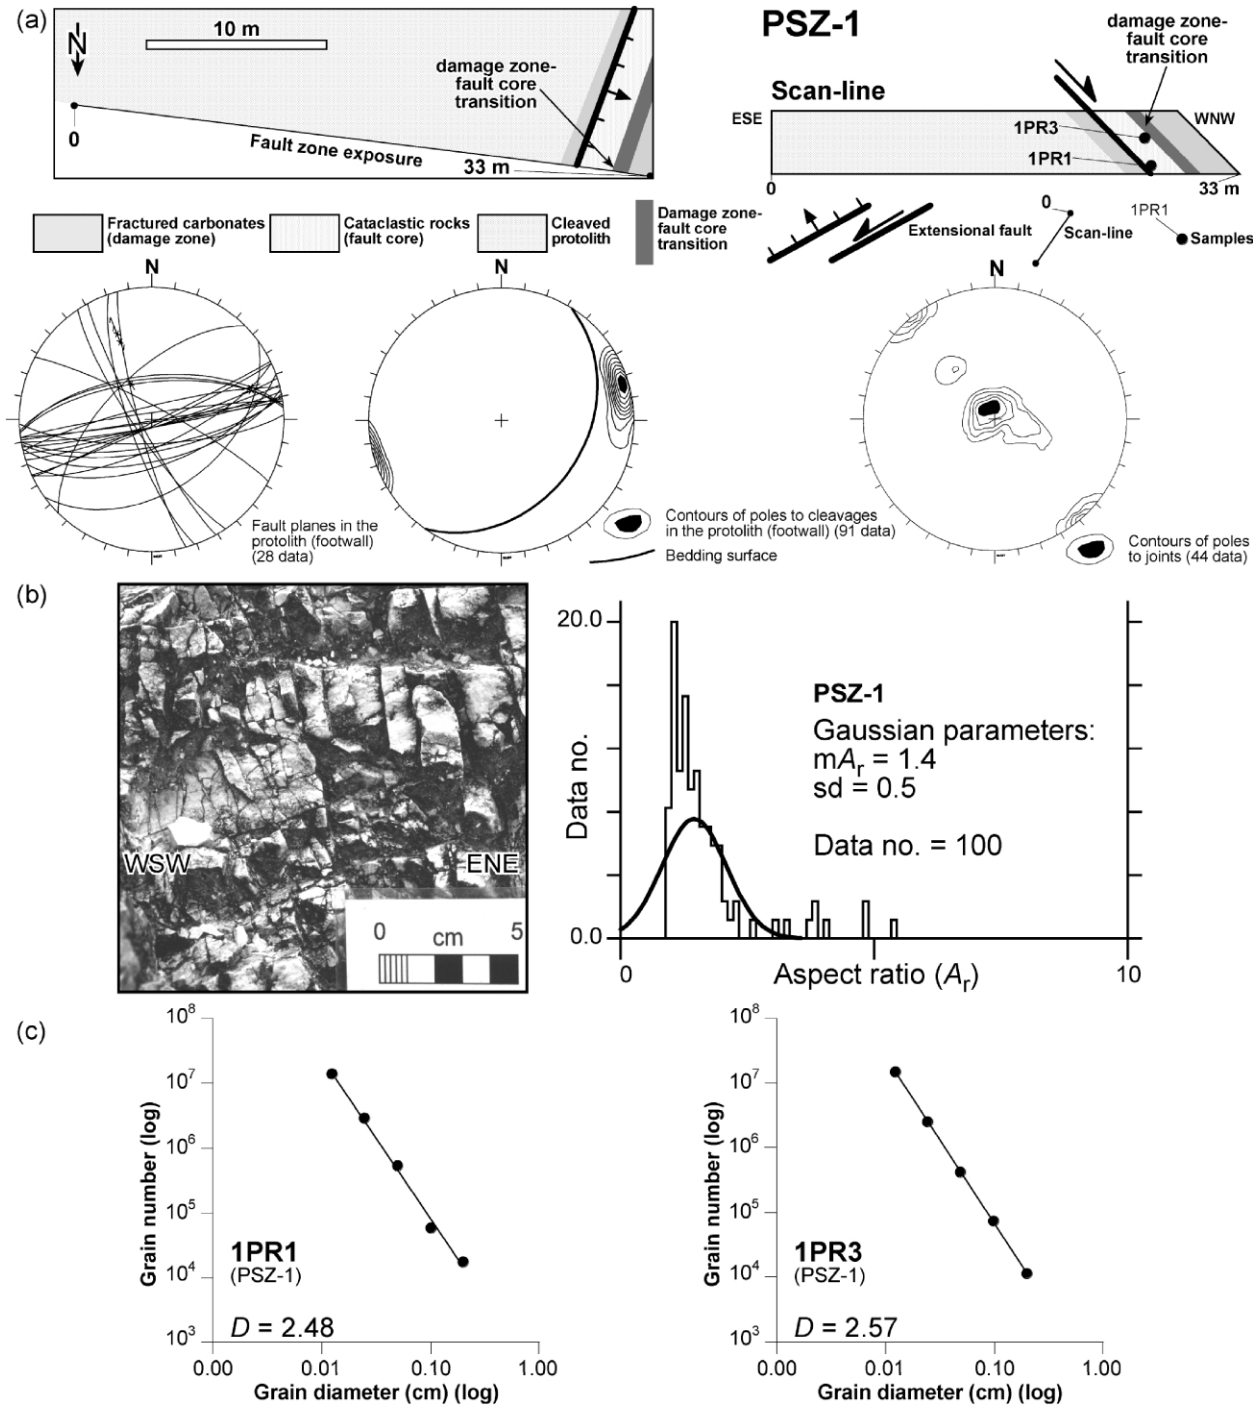 (a)
N
10 m
damage zone-
fault core
transition
0
Fault zone exposure
33 m
PSZ-1
damage zone-
fault core
transition
Scan-line
ESE
WNW
1PR3
1PR1
0
33 m
Fractured carbonates
(damage zone)
Cataclastic rocks
(fault core)
Cleaved
protolith
Damage zone-
fault core
transition
Extensional fault
0
Scan-line
1PR1
Samples
N
Fault planes in the
protolith (footwall)
(28 data)
Contours of poles to cleavages
in the protolith (footwall) (91 data)
Bedding surface
N
Contours of poles
to joints (44 data)
(b)
WSW
ENE
0 cm 5
20.0
Data no.
0.0
PSZ-1
Gaussian parameters:
mAr = 1.4
sd = 0.5
Data no. = 100
0
Aspect ratio (Ar)
10
(c)
10^8
10^7
10^6
10^5
10^4
10^3
Grain number (log)
1PR1
(PSZ-1)
D = 2.48
0.00 0.01 0.10 1.00
Grain diameter (cm) (log)
10^8
10^7
10^6
10^5
10^4
10^3
Grain number (log)
1PR3
(PSZ-1)
D = 2.57
0.00 0.01 0.10 1.00
Grain diameter (cm) (log)